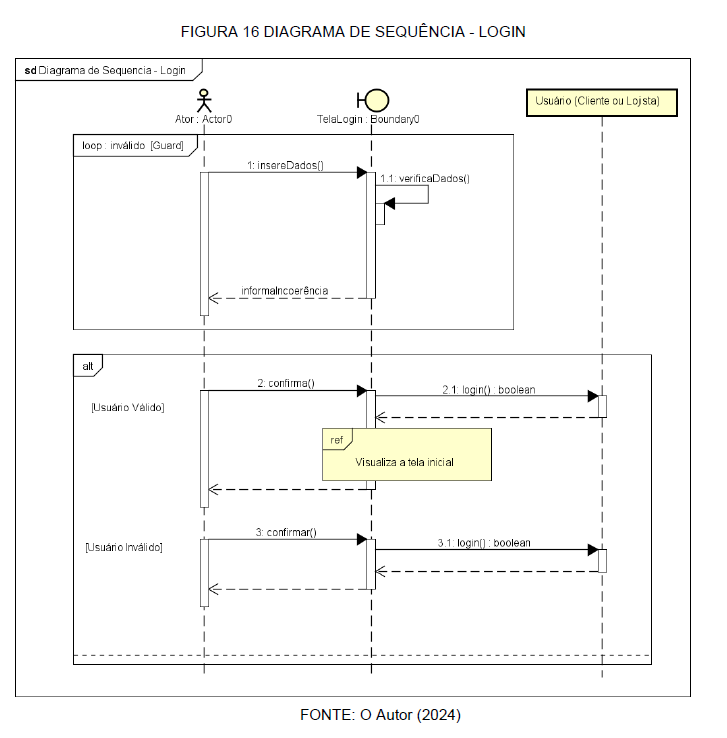 FIGURA 16 DIAGRAMA DE SEQUÊNCIA - LOGIN
sd Diagrama de Sequencia - Login
Ator : Actor0
TelaLogin : Boundary0
Usuário (Cliente ou Lojista)
loop : inválido [Guard]
1: insereDados()
1.1: verificaDados()
informaIncoerência
alt
2: confirma()
2.1: login() : boolean
[Usuário Válido]
ref
Visualiza a tela inicial
3: confirmar()
3.1: login() : boolean
[Usuário Inválido]
FONTE: O Autor (2024)